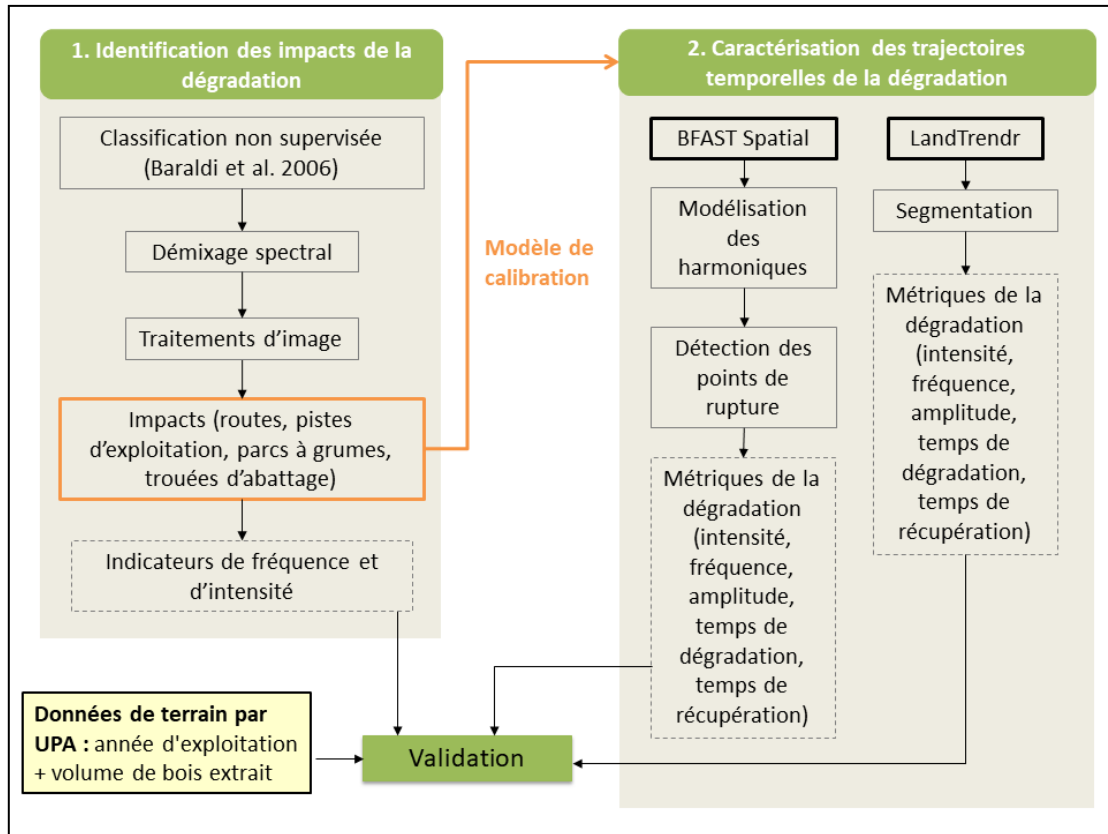 1. Identification des impacts de la
dégradation
Classification non supervisée
(Baraldi et al. 2006)
Démixage spectral
Traitements d'image
Impacts (routes, pistes
d'exploitation, parcs à grumes,
trouées d'abattage)
Indicateurs de fréquence et
d'intensité
Modèle de
calibration
2. Caractérisation des trajectoires
temporelles de la dégradation
BFAST Spatial
Modélisation
des
harmoniques
Détection des
points de
rupture
Métriques de la
dégradation
(intensité,
fréquence,
amplitude,
temps de
dégradation,
temps de
récupération)
LandTrendr
Segmentation
Métriques de la
dégradation
(intensité,
fréquence,
amplitude,
temps de
dégradation,
temps de
récupération)
Données de terrain par
UPA : année d'exploitation
+ volume de bois extrait
Validation